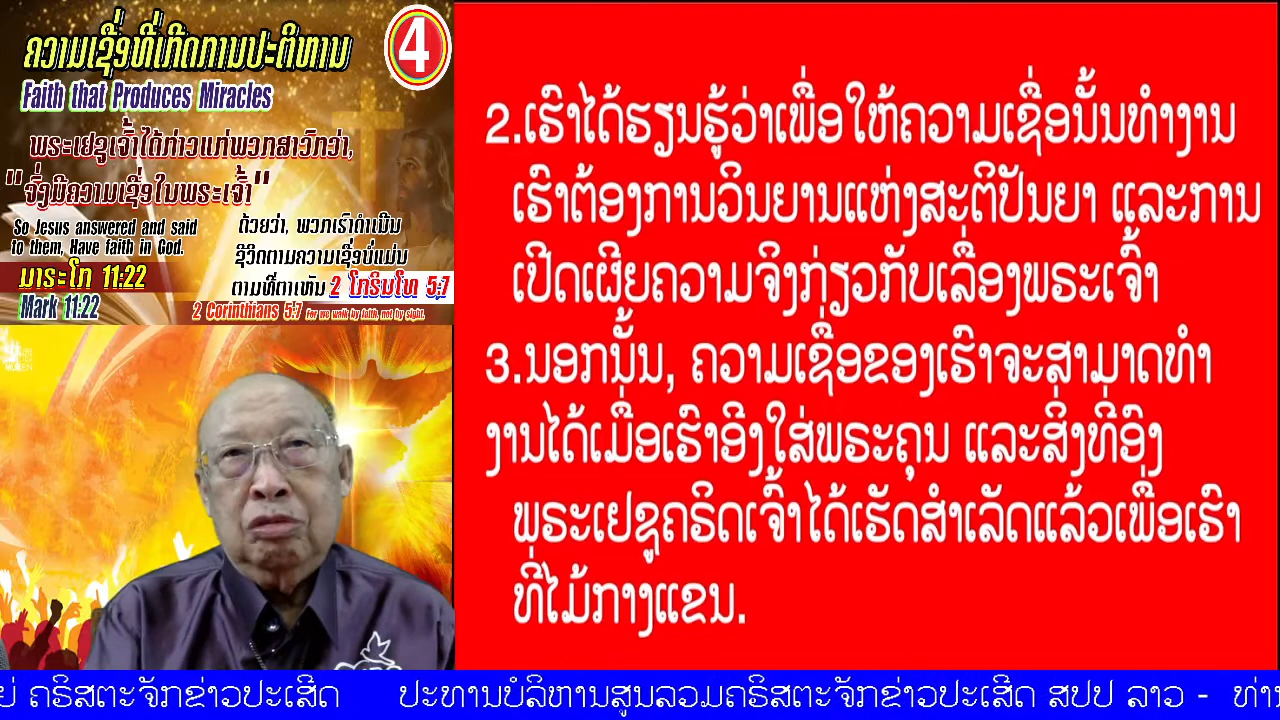 ຄວາມເຊື່ອທີ່ເກີດການປະຕິຫານ
4
Faith that Produces Miracles
ພຣະເຢຊູເຈົ້າໄດ້ກ່າວແກ່ພວກສາວົກວ່າ,
"ຈົ່ງມີຄວາມເຊື່ອໃນພຣະເຈົ້າ"
So Jesus answered and said
to them, Have faith in God.
ມາຣະໂກ 11:22
Mark 11:22
ດ້ວຍວ່າ, ພວກເຮົາດຳເນີນ
ຊີວິດຕາມຄວາມເຊື່ອບໍ່ແມ່ນ
ຕາມທີ່ຕາເຫັນ 2 ໂກຣິນໂທ 5:7
2 Corinthians 5:7 For we walk by faith, not by sight.
2.ເຮົາໄດ້ຮຽນຮູ້ວ່າເພື່ອໃຫ້ຄວາມເຊື່ອນັ້ນທຳງານ
ເຮົາຕ້ອງການວິນຍານແຫ່ງສະຕິປັນຍາ ແລະການ
ເປີດເຜີຍຄວາມຈິງກ່ຽວກັບເລື່ອງພຣະເຈົ້າ
3.ນອກນັ້ນ, ຄວາມເຊື່ອຂອງເຮົາຈະສາມາດທຳ
ງານໄດ້ເມື່ອເຮົາອີງໃສ່ພຣະຄຸນ ແລະສິ່ງທີ່ອົງ
ພຣະເຢຊູຄຣິດເຈົ້າໄດ້ເຮັດສຳເລັດແລ້ວເພື່ອເຮົາ
ທີ່ໄມ້ກາງແຂນ.
ຍ່ ຄຣິສຕະຈັກຂ່າວປະເສີດ ປະທານບໍລິຫານສູນລວມຄຣິສຕະຈັກຂ່າວປະເສີດ ສປປ ລາວ - ທ່ານ